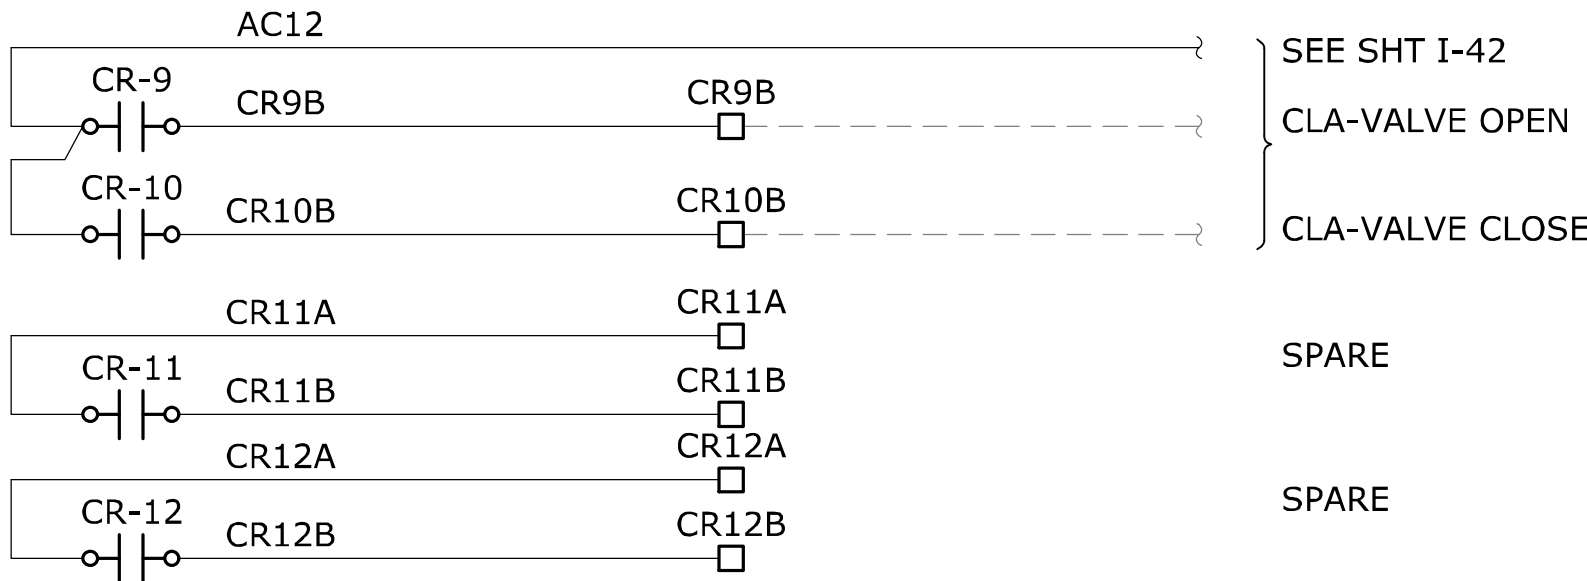 AC12
SEE SHT I-42
CR-9
CR9B
CR9B
CLA-VALVE OPEN
CR-10
CR10B
CR10B
CLA-VALVE CLOSE
CR11A
CR11A
SPARE
CR-11
CR11B
CR11B
CR12A
CR12A
SPARE
CR-12
CR12B
CR12B